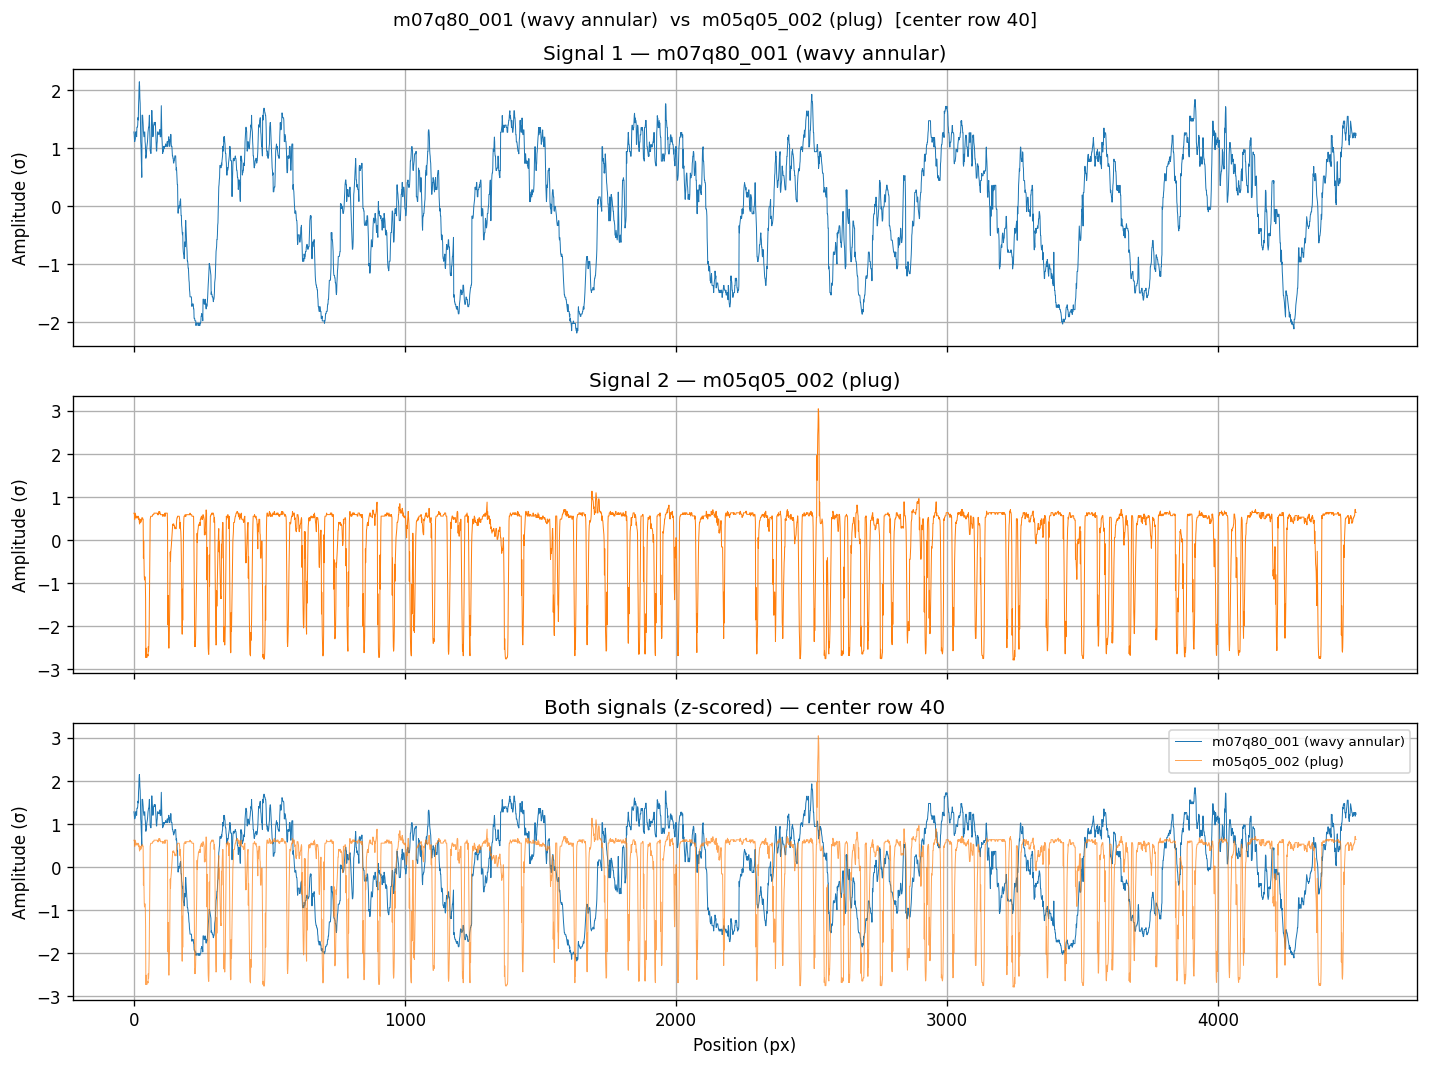 m07q80_001 (wavy annular)  vs  m05q05_002 (plug)  [center row 40]
Signal 1 — m07q80_001 (wavy annular)
Amplitude (σ)
2
1
0
−1
−2
Signal 2 — m05q05_002 (plug)
Amplitude (σ)
3
2
1
0
−1
−2
−3
Both signals (z-scored) — center row 40
m07q80_001 (wavy annular)
m05q05_002 (plug)
Amplitude (σ)
3
2
1
0
−1
−2
−3
0 1000 2000 3000 4000
Position (px)